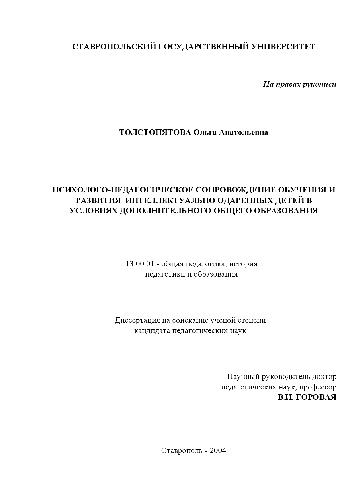 СТАВРОПОЛЬСКИЙ ГОСУДАРСТВЕННЫЙ УНИВЕРСИТЕТ
На правах рукописи
ТОЛСТОПЯТОВА Ольга Анатольевна
ПСИХОЛОГО-ПЕДАГОГИЧЕСКОЕ СОПРОВОЖДЕНИЕ ОБУЧЕНИЯ И
РАЗВИТИЯ ИНТЕЛЛЕКТУАЛЬНО ОДАРЕННЫХ ДЕТЕЙ В
УСЛОВИЯХ ДОПОЛНИТЕЛЬНОГО ОБЩЕГО ОБРАЗОВАНИЯ
13.00.01 - общая педагогика, история
педагогики и образования
Диссертация на соискание ученой степени
кандидата педагогических наук
Научный руководитель доктор
педагогических наук, профессор
В.И. ГОРОВАЯ
Ставрополь - 2004